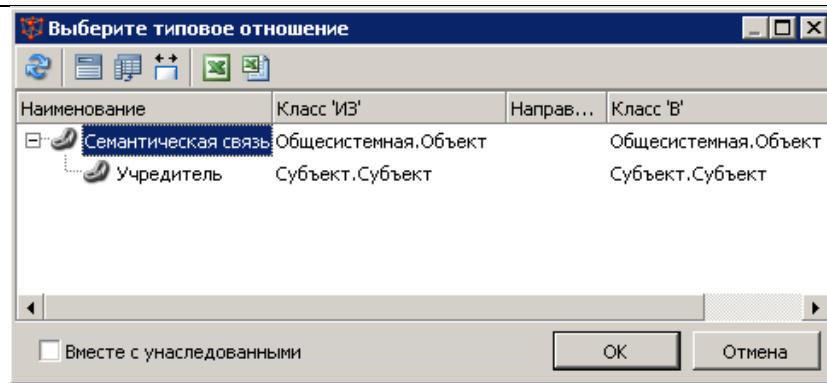 Выберите типовое отношение
Наименование Класс 'ИЗ' Направ... Класс 'В'
Семантическая связь Общесистемная.Объект Общесистемная.Объект
Учредитель Субъект.Субъект Субъект.Субъект
Вместе с унаследованными OK Отмена